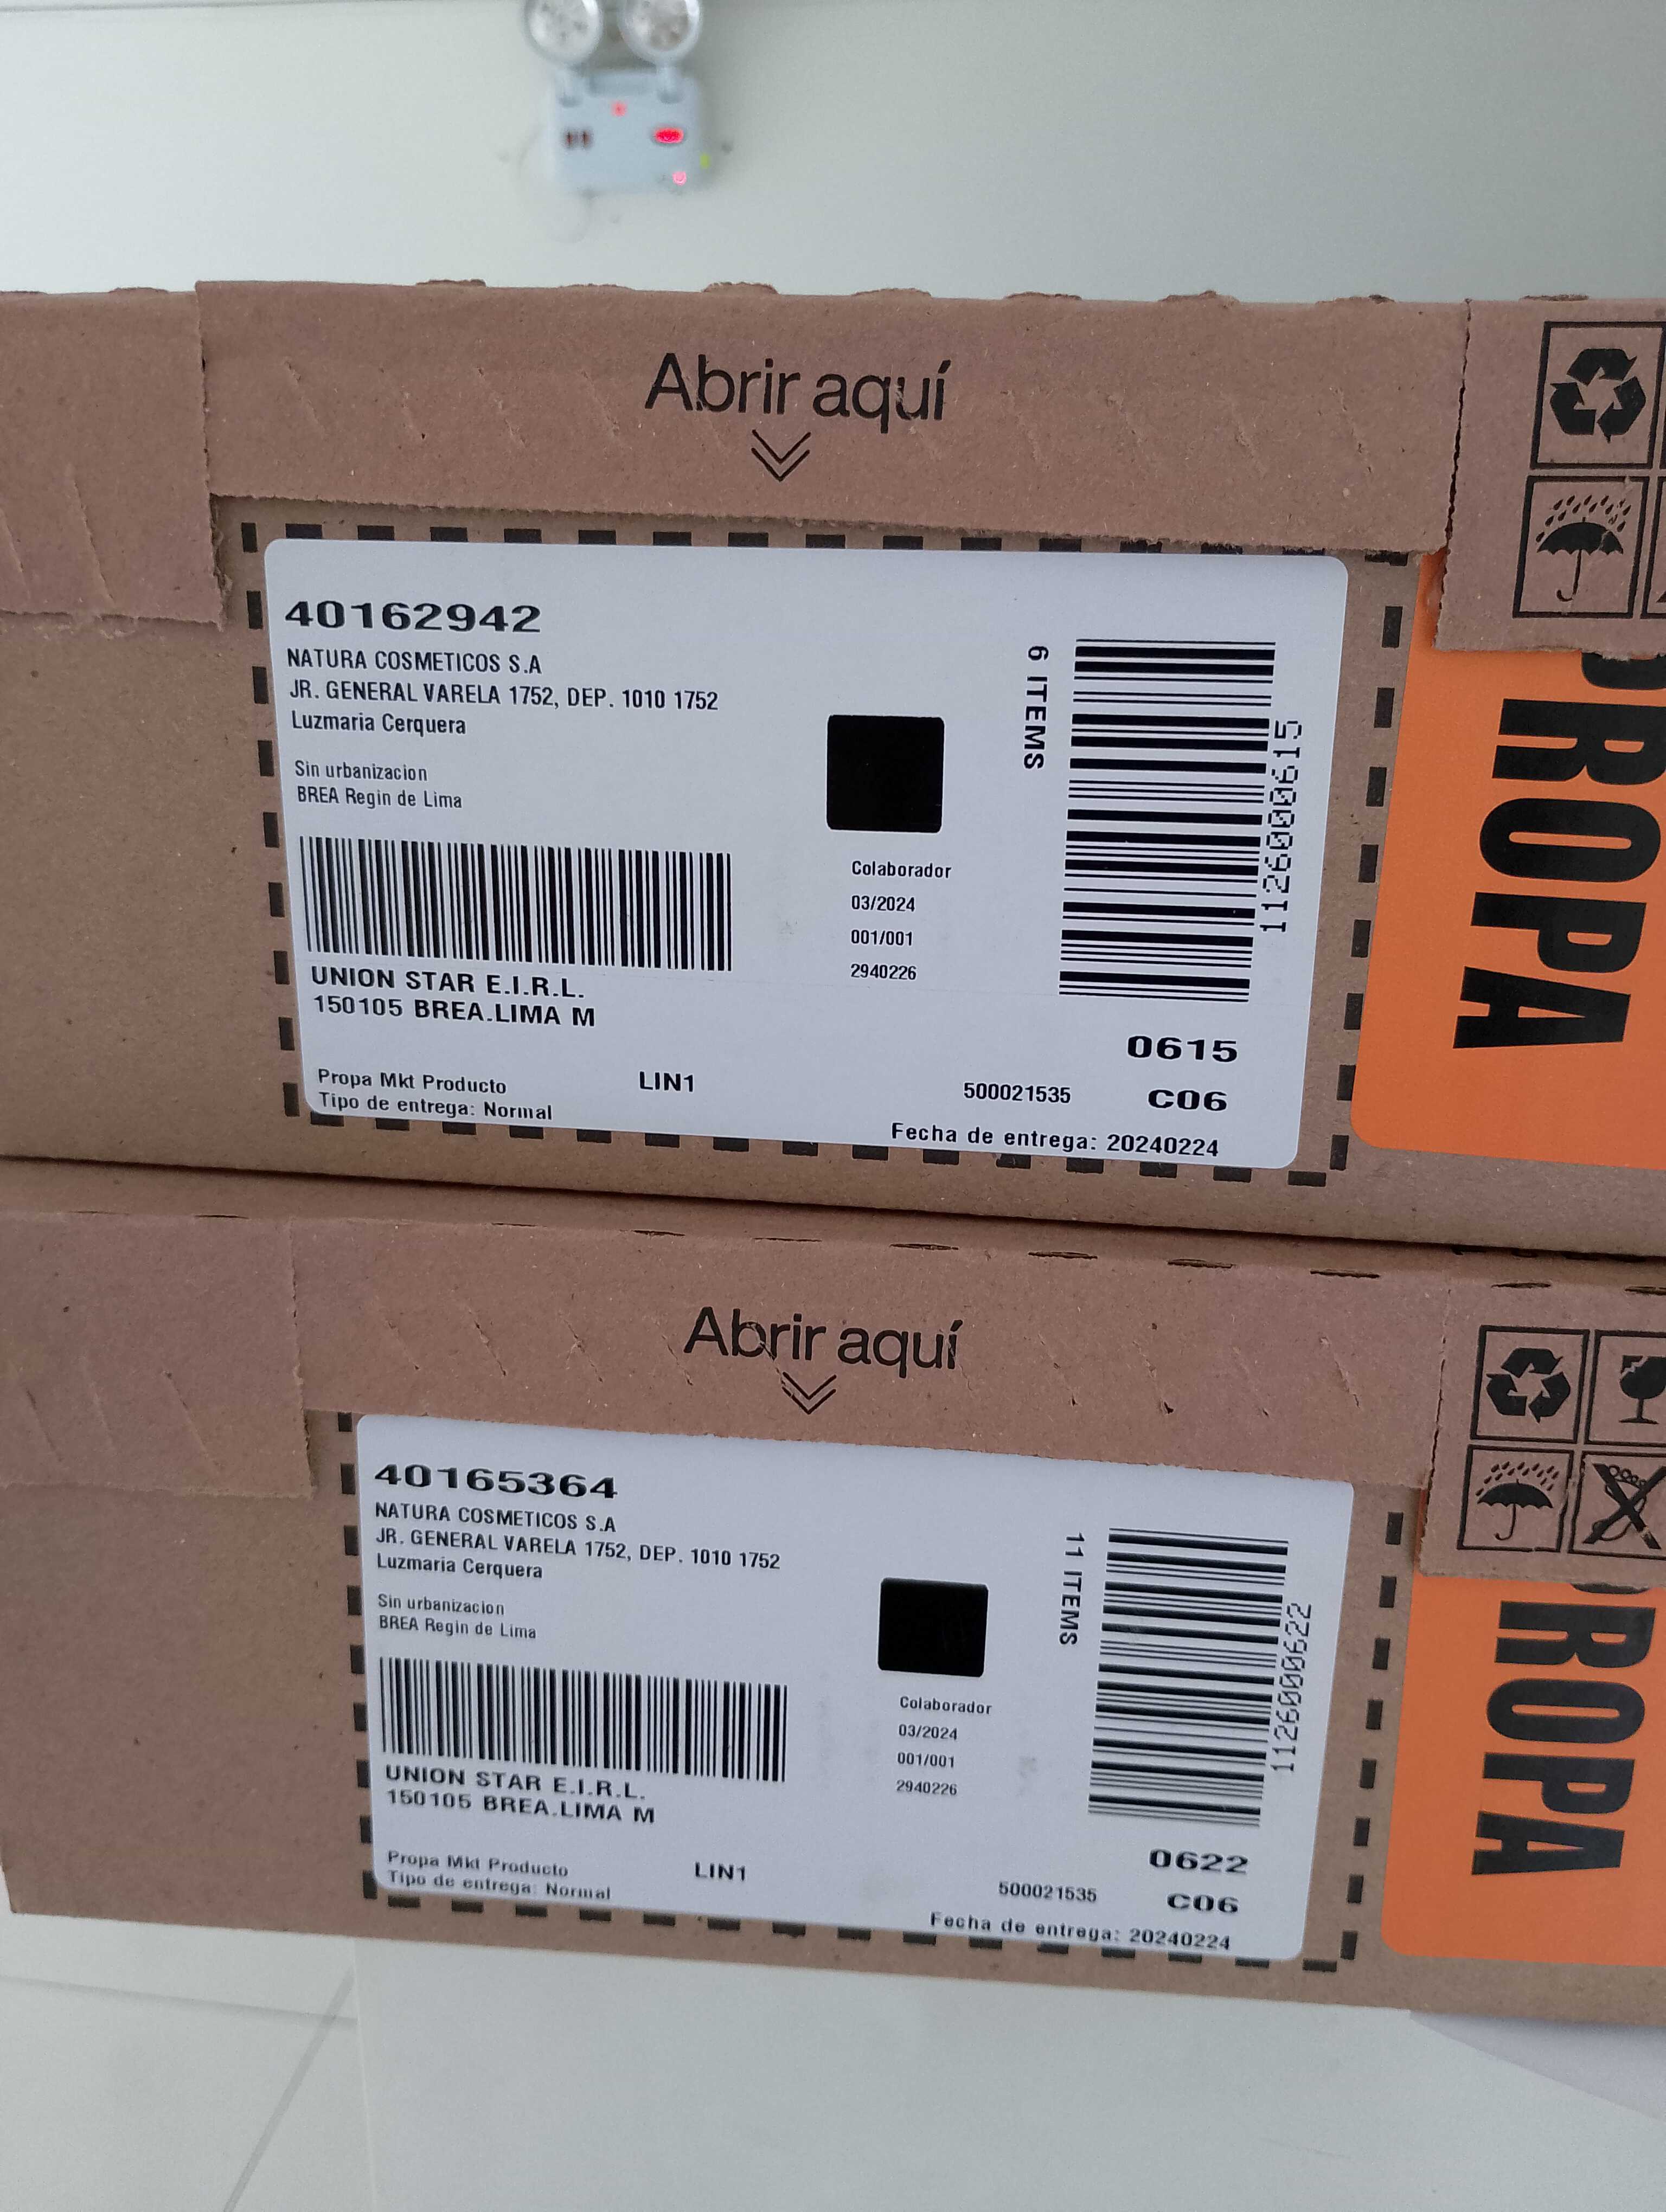 Abrir aquí
40162942
NATURA COSMETICOS S.A
JR. GENERAL VARELA 1752, DEP. 1010 1752
Luzmaria Cerquera
Sin urbanizacion
BREA Regin de Lima
UNION STAR E.I.R.L.
150105 BREA.LIMA M
Propa Mkt Producto
LIN1
Tipo de entrega: Normal
Colaborador
03/2024
001/001
2940226
6 ITEMS
1126000615
0615
500021535
C06
Fecha de entrega: 20240224
PROPA
Abrir aquí
40165364
NATURA COSMETICOS S.A
JR. GENERAL VARELA 1752, DEP. 1010 1752
Luzmaria Cerquera
Sin urbanizacion
BREA Regin de Lima
UNION STAR E.I.R.L.
150105 BREA.LIMA M
Propa Mkt Producto
LIN1
Tipo de entrega: Normal
Colaborador
03/2024
001/001
2940226
11 ITEMS
1126000622
0622
500021535
C06
Fecha de entrega: 20240224
PROPA